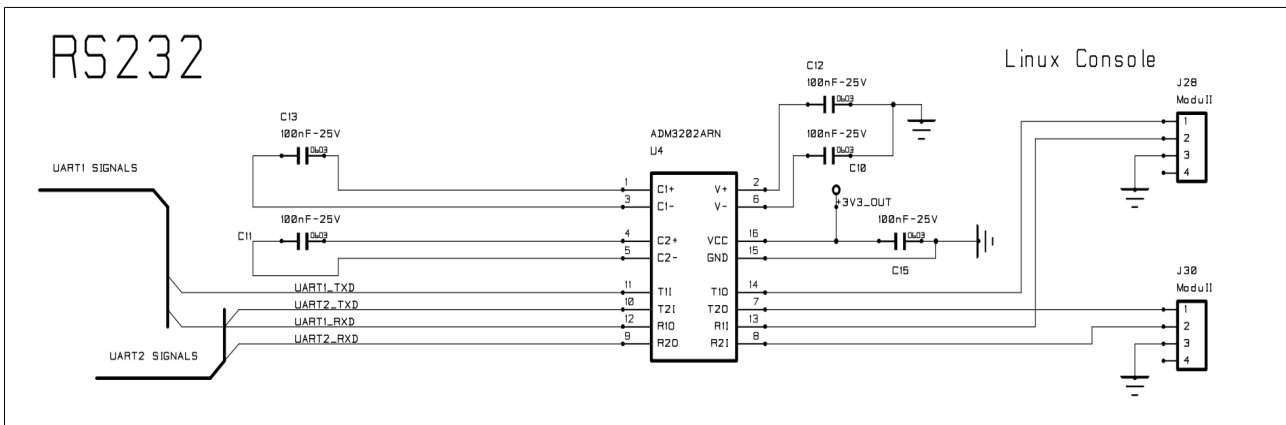 RS232
Linux Console
C12
100nF-25V
0603
J28
ModuII
1
2
3
4
C13
100nF-25V
0603
ADM3202ARN
U4
100nF-25V
0603
C10
UART1 SIGNALS
1 C1+ V+ 2
3 C1- V- 6
+3V3_OUT
100nF-25V
0603
C11
100nF-25V
0603
C15
4 C2+ VCC 16
5 C2- GND 15
UART1_TXD 11 T1I T1O 14
UART2_TXD 10 T2I T2O 7
UART1_RXD 12 R1O R1I 13
UART2_RXD 9 R2O R2I 8
UART2 SIGNALS
J30
ModuII
1
2
3
4